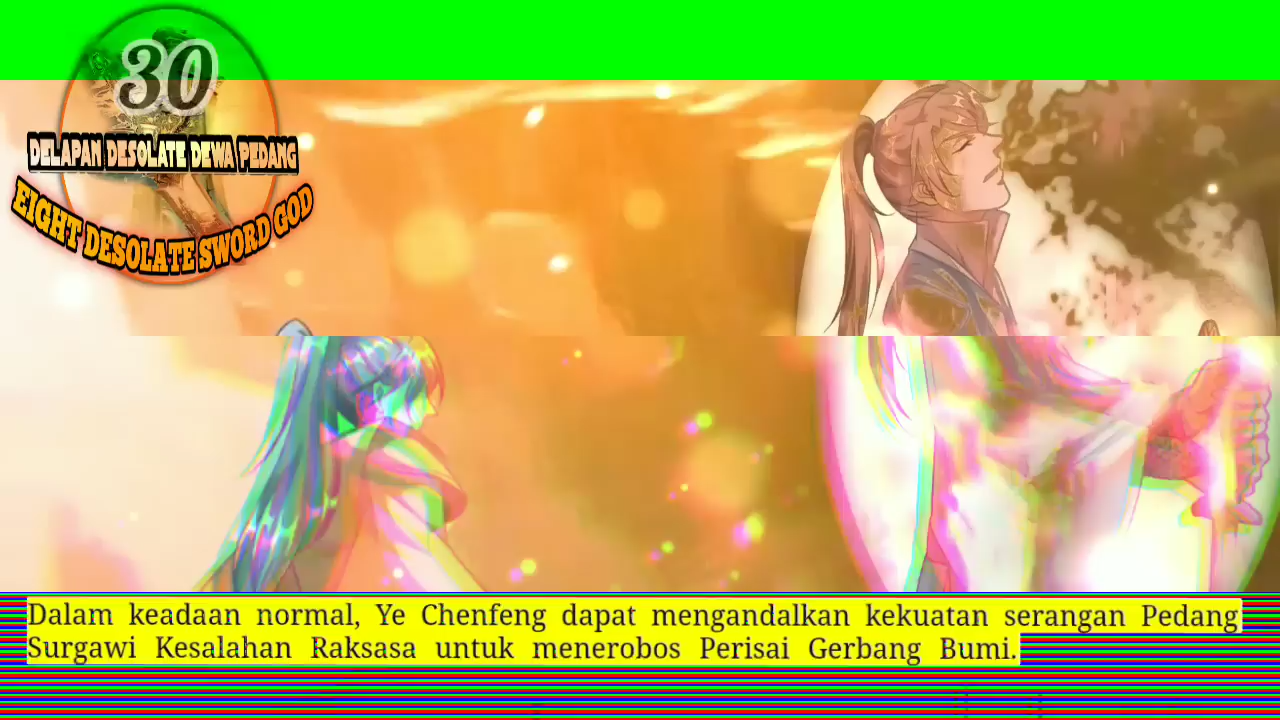 30
DELAPAN DESOLATE DEWA PEDANG
EIGHT DESOLATE SWORD GOD
Dalam keadaan normal, Ye Chenfeng dapat mengandalkan kekuatan serangan Pedang
Surgawi Kesalahan Raksasa untuk menerobos Perisai Gerbang Bumi.